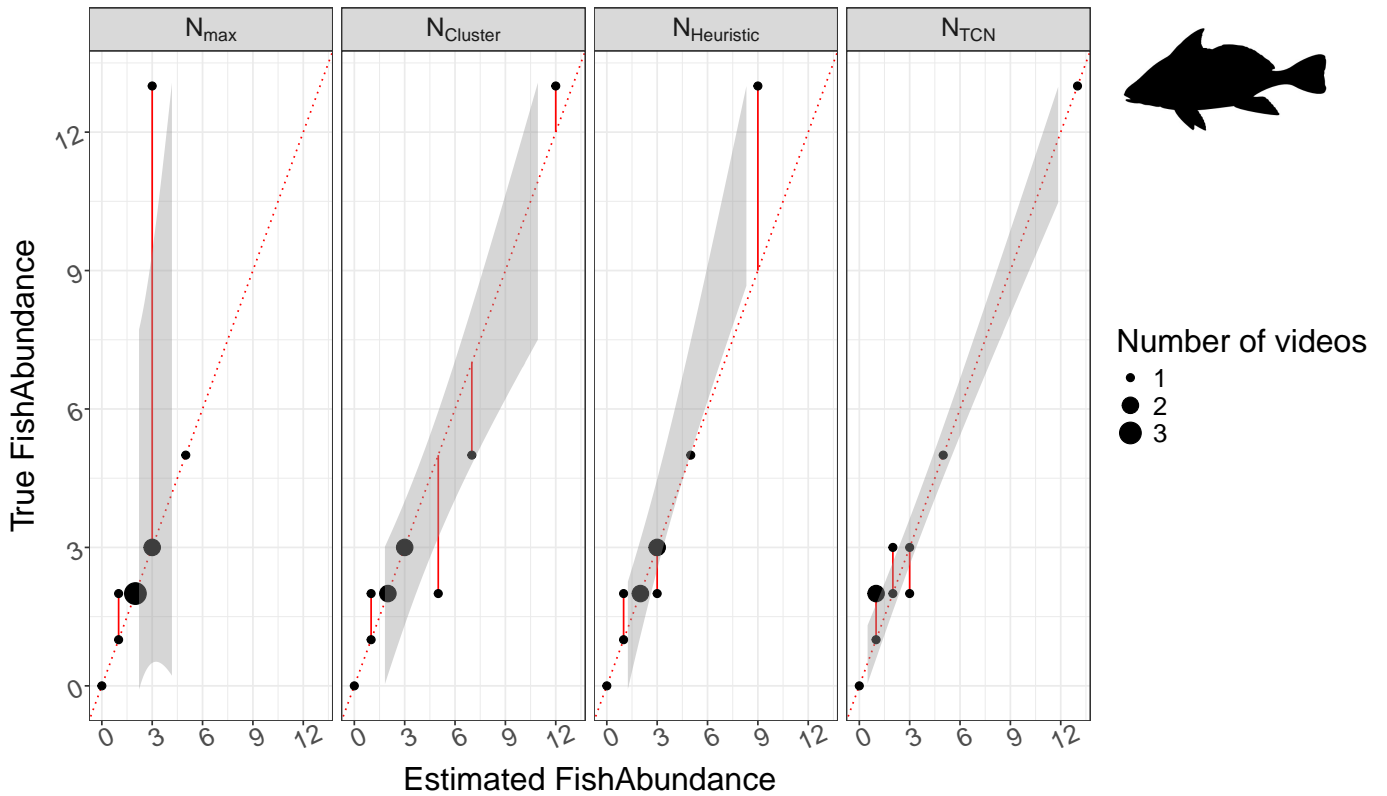 Nmax NCluster NHeuristic NTCN
True FishAbundance
12
9
6
3
0
0 3 6 9 12 0 3 6 9 12 0 3 6 9 12 0 3 6 9 12
Estimated FishAbundance
Number of videos
1
2
3